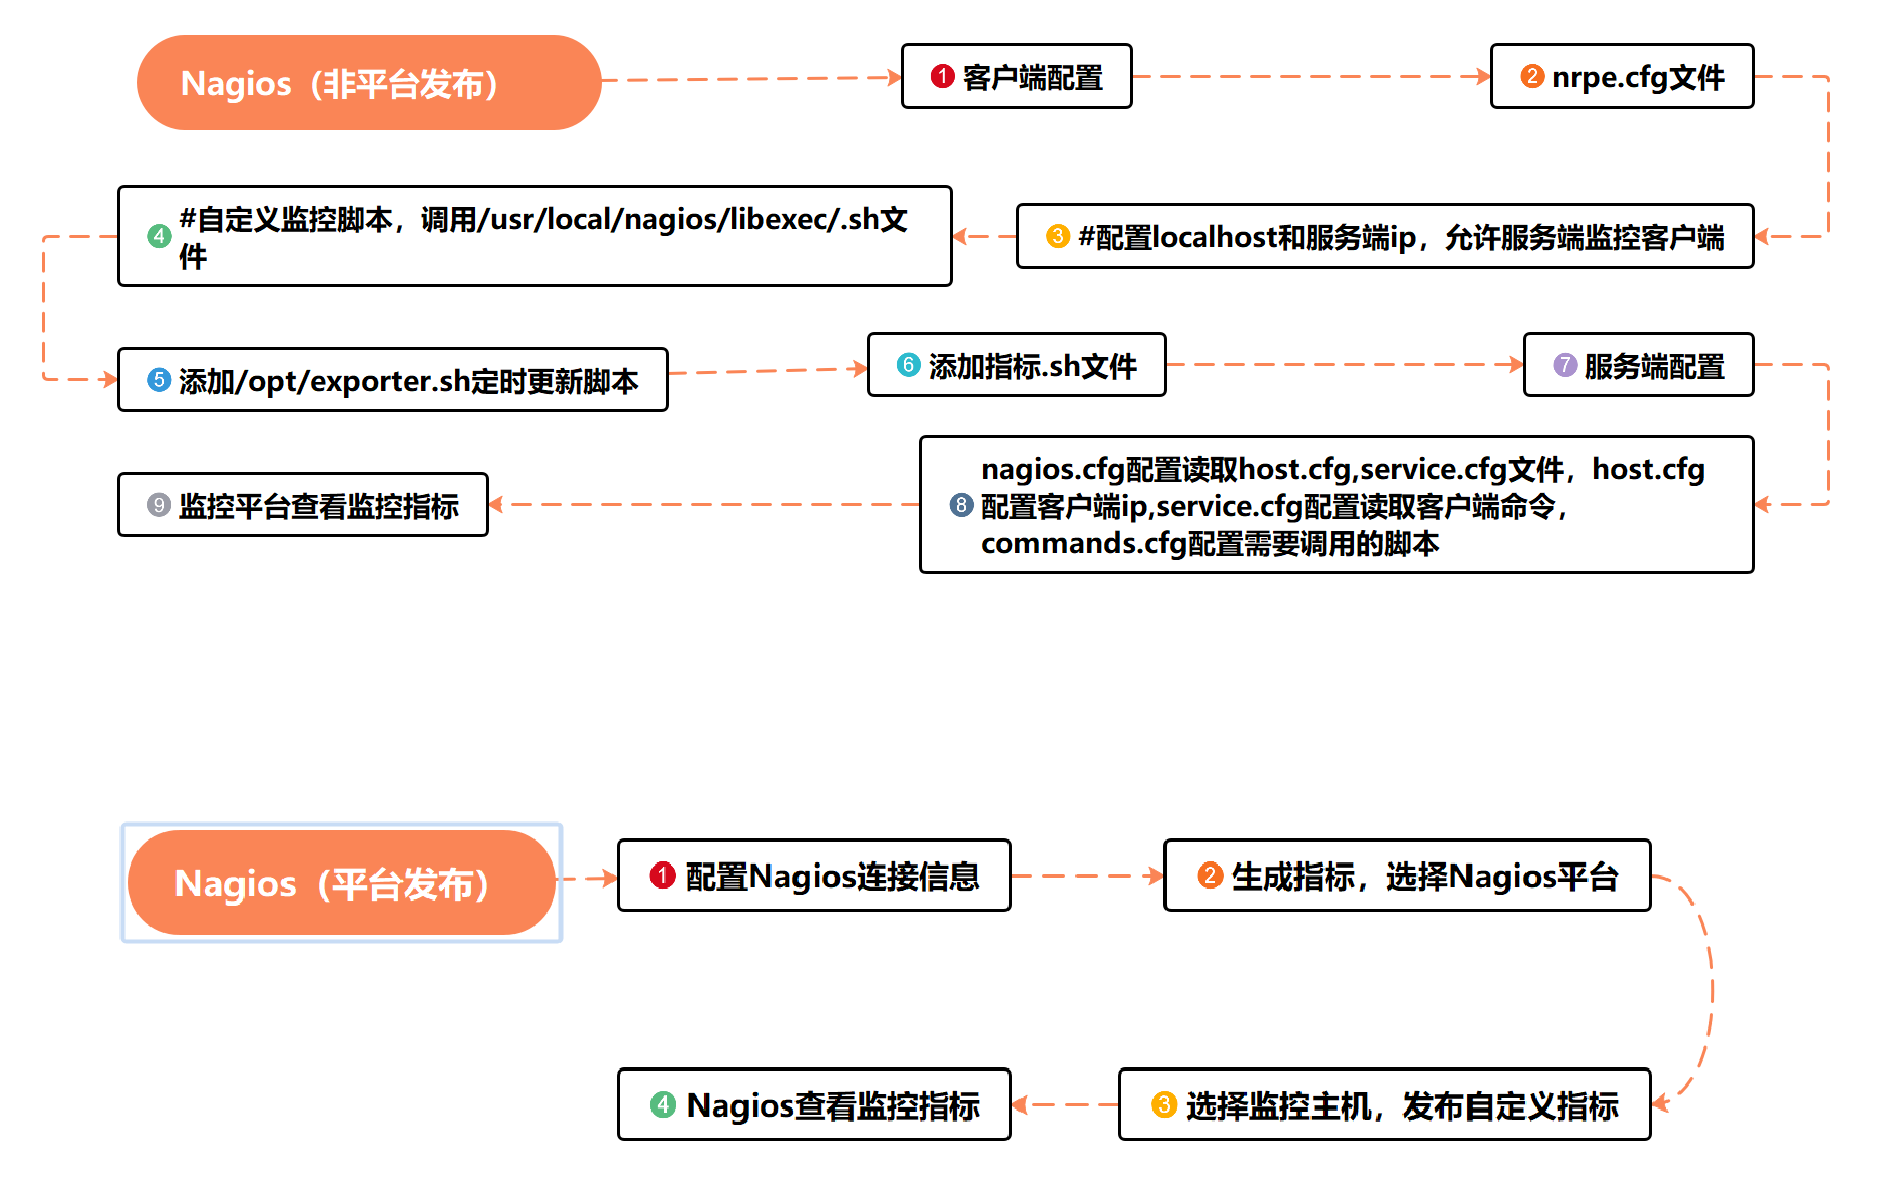 Nagios（非平台发布）
1 客户端配置
2 nrpe.cfg文件
3 #配置localhost和服务端ip，允许服务端监控客户端
4 #自定义监控脚本，调用/usr/local/nagios/libexec/.sh文
件
5 添加/opt/exporter.sh定时更新脚本
6 添加指标.sh文件
7 服务端配置
8 nagios.cfg配置读取host.cfg,service.cfg文件，host.cfg
配置客户端ip,service.cfg配置读取客户端命令，
commands.cfg配置需要调用的脚本
9 监控平台查看监控指标
Nagios（平台发布）
1 配置Nagios连接信息
2 生成指标，选择Nagios平台
3 选择监控主机，发布自定义指标
4 Nagios查看监控指标